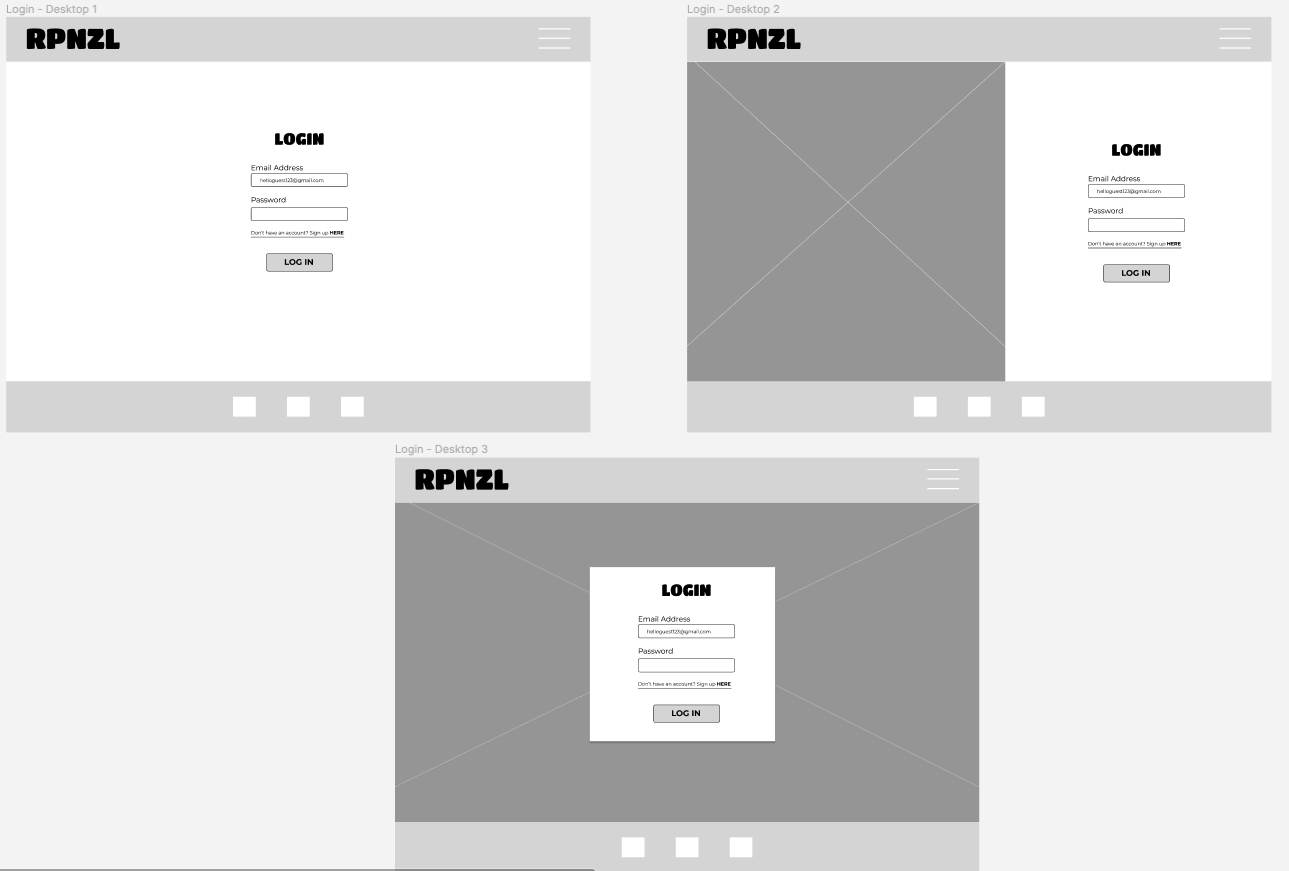 Login - Desktop 1
RPNZL
LOGIN
Email Address
helloguest123@gmail.com
Password
Don't have an account? Sign up HERE
LOG IN
Login - Desktop 2
RPNZL
LOGIN
Email Address
helloguest123@gmail.com
Password
Don't have an account? Sign up HERE
LOG IN
Login - Desktop 3
RPNZL
LOGIN
Email Address
helloguest123@gmail.com
Password
Don't have an account? Sign up HERE
LOG IN